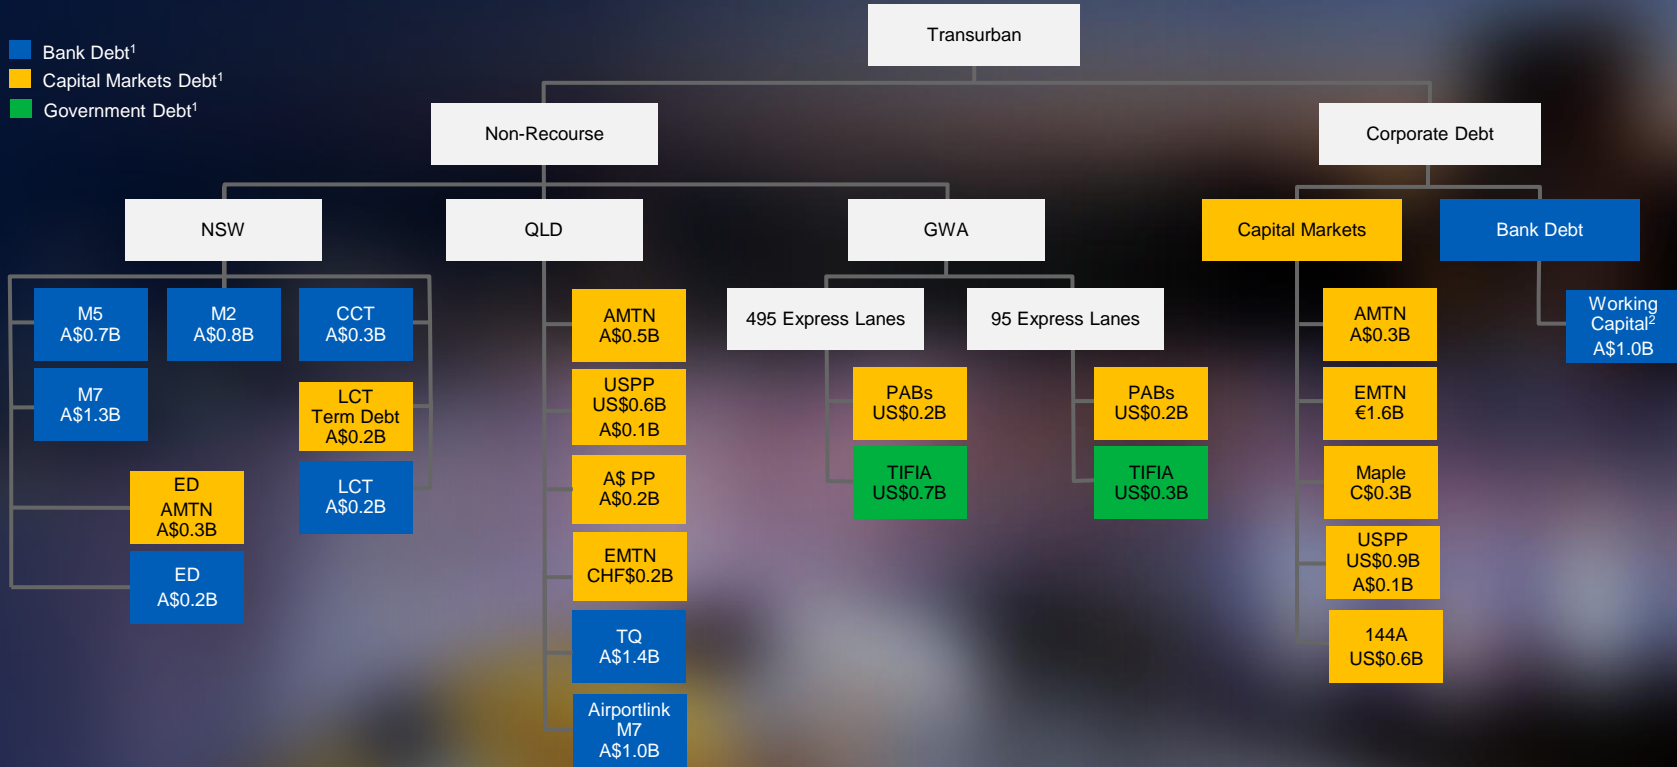 Transurban
Bank Debt¹
Capital Markets Debt¹
Government Debt¹
Non-Recourse
Corporate Debt
NSW
QLD
GWA
Capital Markets
Bank Debt
M5
A$0.7B
M2
A$0.8B
CCT
A$0.3B
M7
A$1.3B
LCT
Term Debt
A$0.2B
ED
AMTN
A$0.3B
LCT
A$0.2B
ED
A$0.2B
AMTN
A$0.5B
USPP
US$0.6B
A$0.1B
A$ PP
A$0.2B
EMTN
CHF$0.2B
TQ
A$1.4B
Airportlink
M7
A$1.0B
495 Express Lanes
95 Express Lanes
PABs
US$0.2B
TIFIA
US$0.7B
PABs
US$0.2B
TIFIA
US$0.3B
AMTN
A$0.3B
EMTN
€1.6B
Maple
C$0.3B
USPP
US$0.9B
A$0.1B
144A
US$0.6B
Working
Capital²
A$1.0B